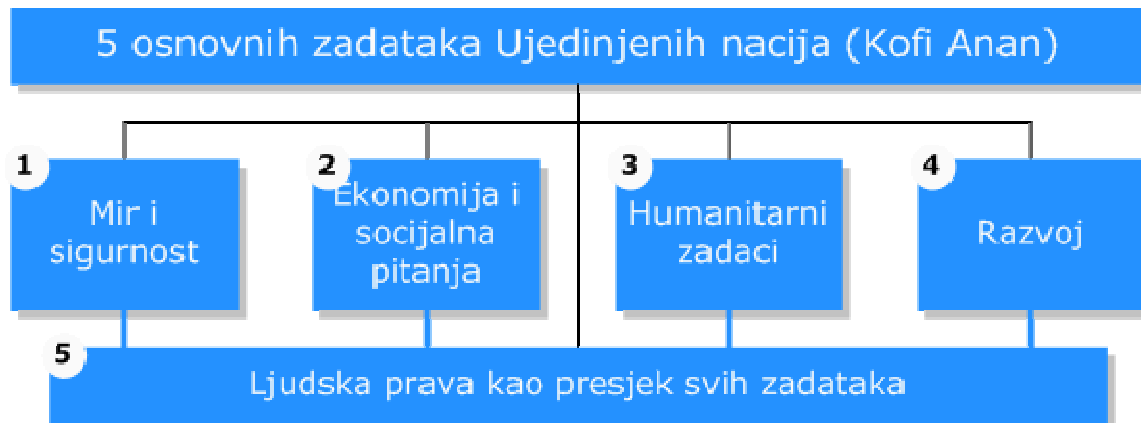 5 osnovnih zadataka Ujedinjenih nacija (Kofi Anan)
1
Mir i
sigurnost
2
Ekonomija i
socijalna
pitanja
3
Humanitarni
zadaci
4
Razvoj
5
Ljudska prava kao presjek svih zadataka